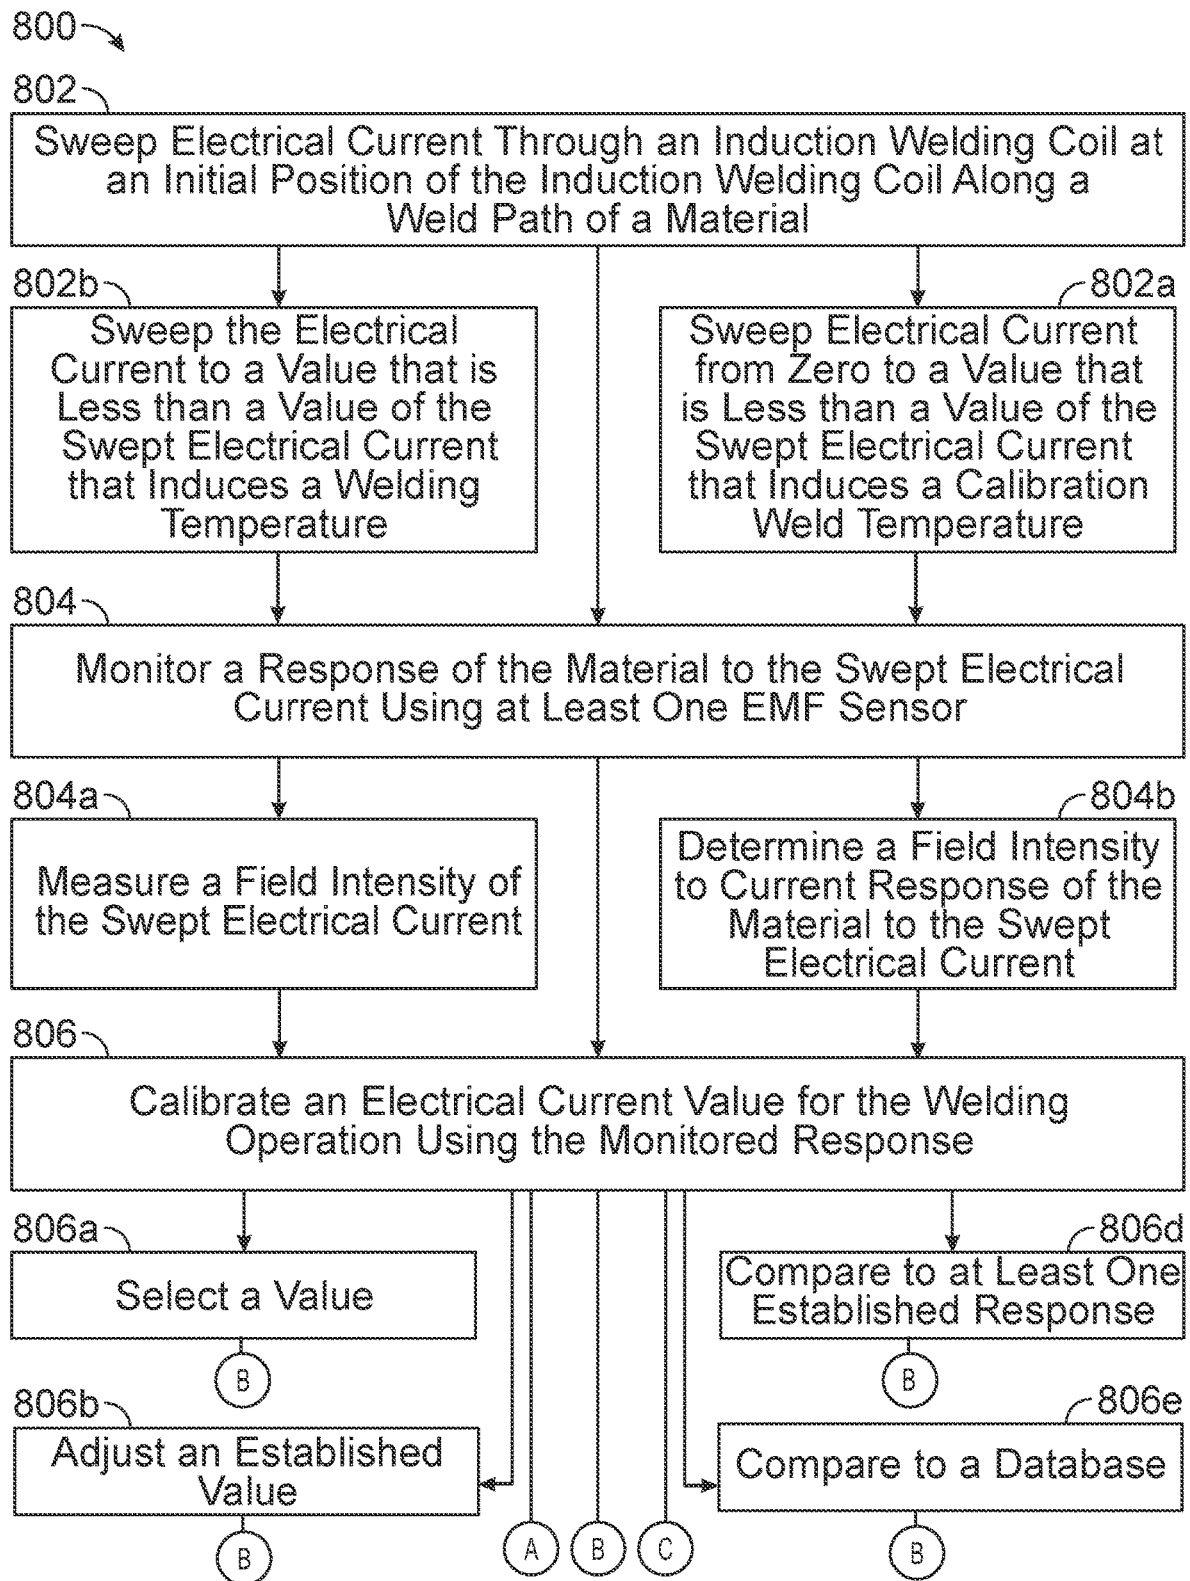 800
802
Sweep Electrical Current Through an Induction Welding Coil at
an Initial Position of the Induction Welding Coil Along a
Weld Path of a Material
802b
Sweep the Electrical
Current to a Value that is
Less than a Value of the
Swept Electrical Current
that Induces a Welding
Temperature
802a
Sweep Electrical Current
from Zero to a Value that
is Less than a Value of the
Swept Electrical Current
that Induces a Calibration
Weld Temperature
804
Monitor a Response of the Material to the Swept Electrical
Current Using at Least One EMF Sensor
804a
Measure a Field Intensity of
the Swept Electrical Current
804b
Determine a Field Intensity
to Current Response of the
Material to the Swept
Electrical Current
806
Calibrate an Electrical Current Value for the Welding
Operation Using the Monitored Response
806a
Select a Value
B
806d
Compare to at Least One
Established Response
B
806b
Adjust an Established
Value
B
A
B
C
806e
Compare to a Database
B